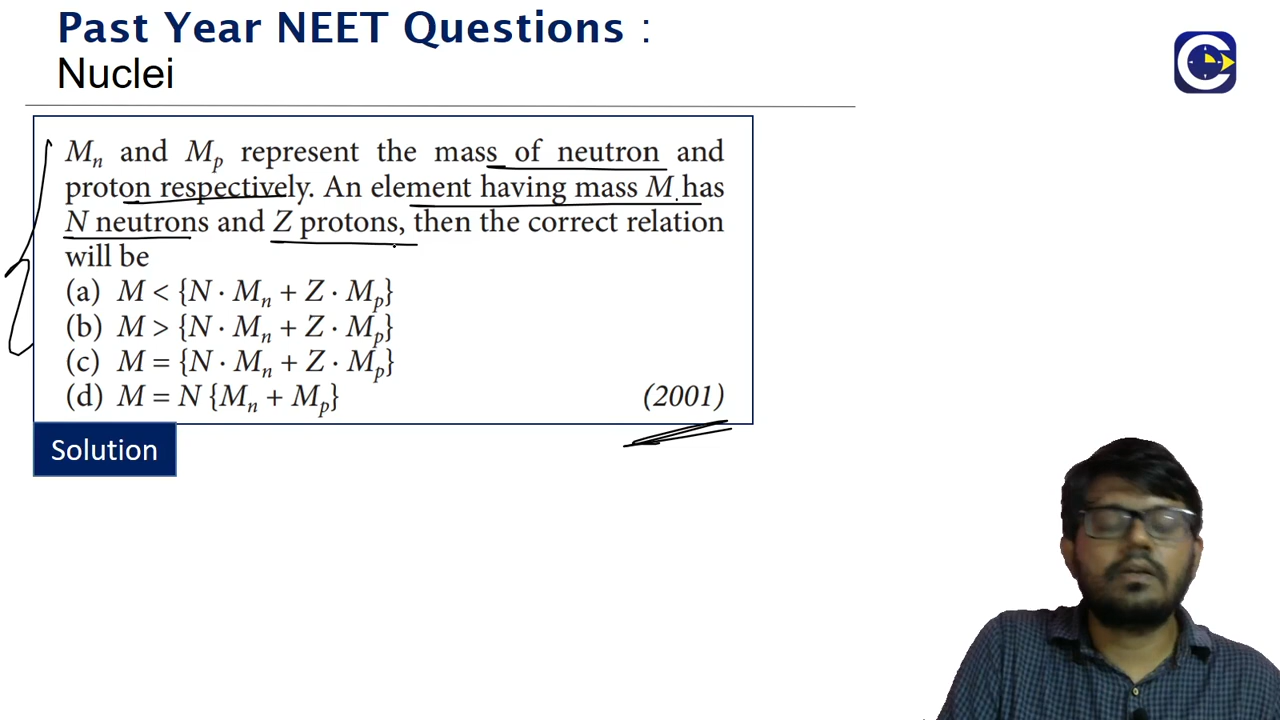 Past Year NEET Questions :
Nuclei
Mₙ and Mₚ represent the mass of neutron and
proton respectively. An element having mass M has
N neutrons and Z protons, then the correct relation
will be
(a) M < {N · Mₙ + Z · Mₚ}
(b) M > {N · Mₙ + Z · Mₚ}
(c) M = {N · Mₙ + Z · Mₚ}
(d) M = N {Mₙ + Mₚ} (2001)
Solution